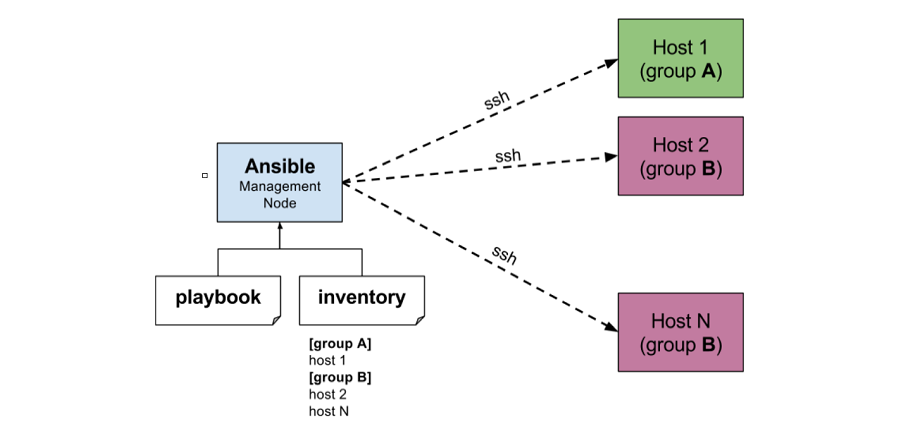 Host 1
(group A)
ssh
Host 2
(group B)
ssh
Ansible
Management
Node
ssh
playbook
inventory
Host N
(group B)
[group A]
host 1
[group B]
host 2
host N